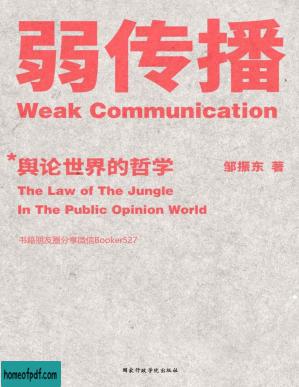 弱传播
Weak Communication
*舆论世界的哲学
邹振东 著
The Law of The Jungle
In The Public Opinion World
书籍朋友圈分享微信Booker527
国家行政学院出版社
homeofpdf.com